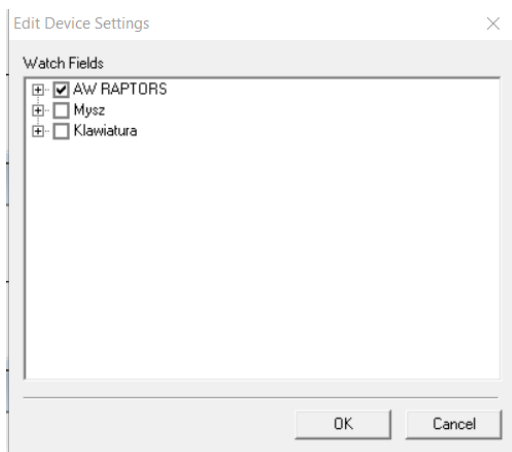 Edit Device Settings
Watch Fields
AW RAPTORS
Mysz
Klawiatura
OK Cancel